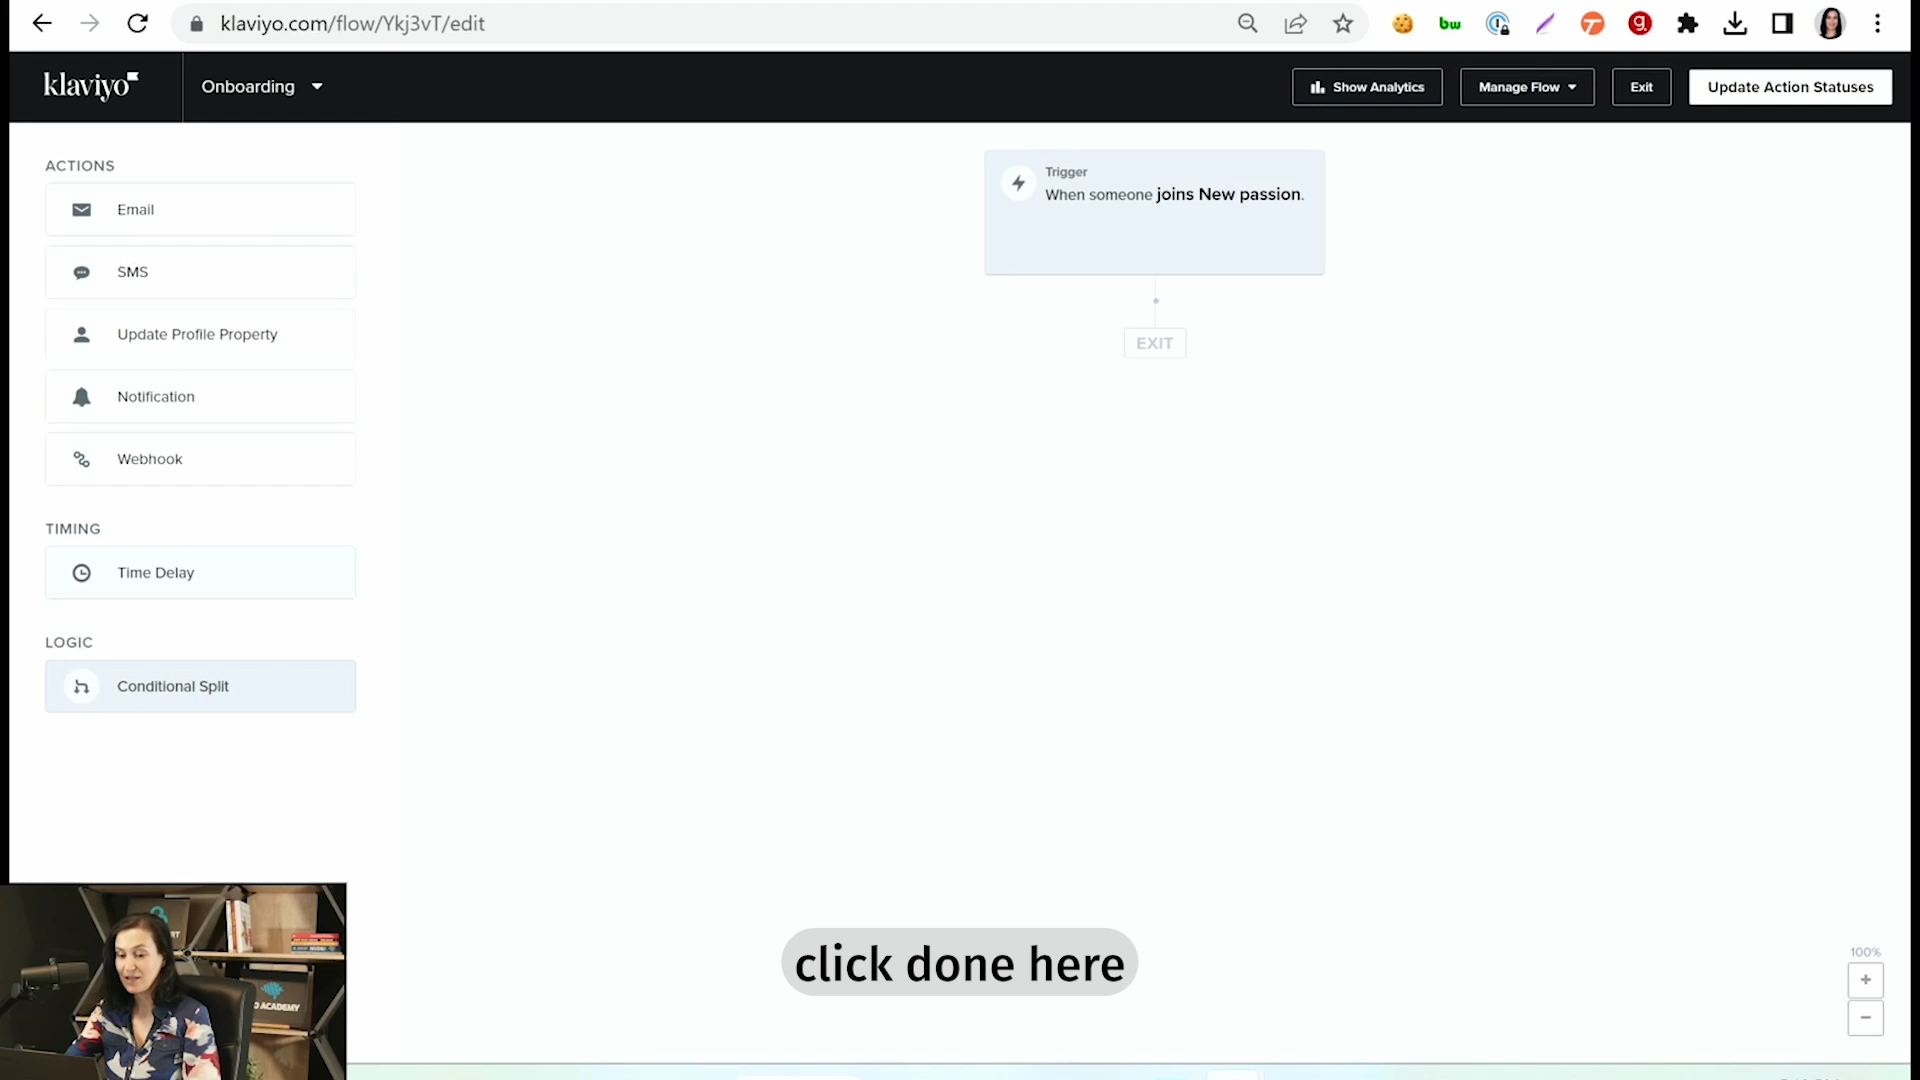 klaviyo.com/flow/Ykj3vT/edit
bw
g.
klaviyo
Onboarding
Show Analytics
Manage Flow
Exit
Update Action Statuses
ACTIONS
Email
SMS
Update Profile Property
Notification
Webhook
TIMING
Time Delay
LOGIC
Conditional Split
Trigger
When someone joins New passion.
EXIT
click done here
100%
+
−
ACADEMY